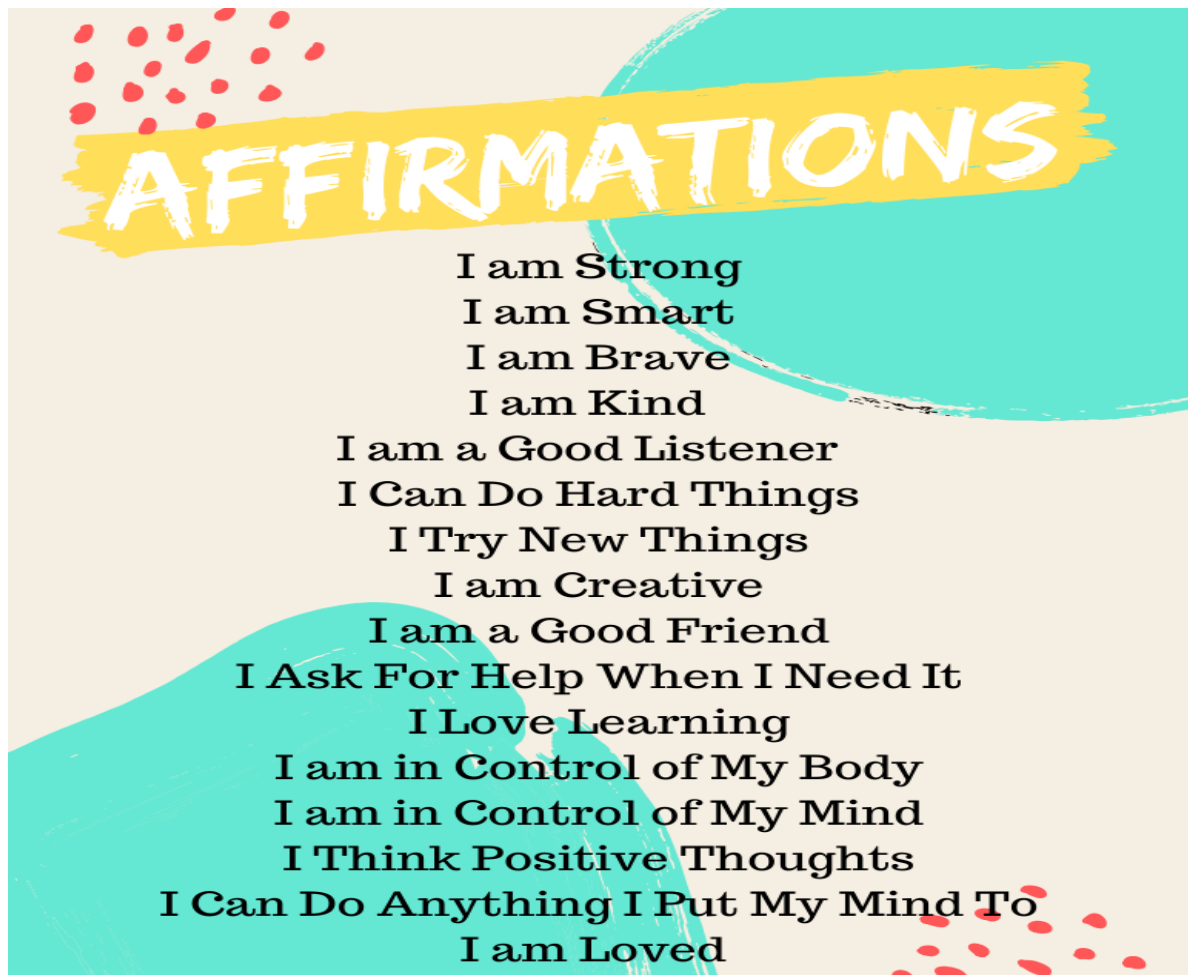 AFFIRMATIONS
I am Strong
I am Smart
I am Brave
I am Kind
I am a Good Listener
I Can Do Hard Things
I Try New Things
I am Creative
I am a Good Friend
I Ask For Help When I Need It
I Love Learning
I am in Control of My Body
I am in Control of My Mind
I Think Positive Thoughts
I Can Do Anything I Put My Mind To
I am Loved